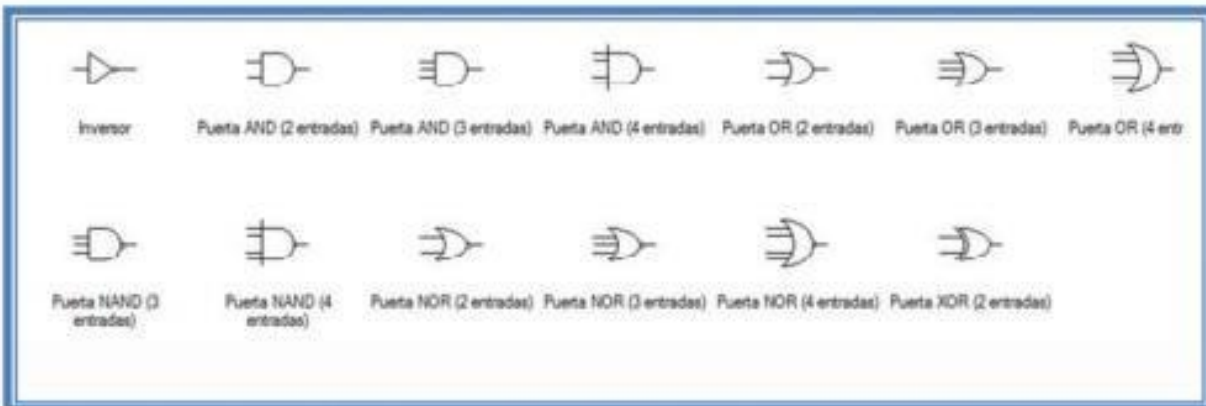 Inversor
Puerta AND (2 entradas)
Puerta AND (3 entradas)
Puerta AND (4 entradas)
Puerta OR (2 entradas)
Puerta OR (3 entradas)
Puerta OR (4 entr
Puerta NAND (3
entradas)
Puerta NAND (4
entradas)
Puerta NOR (2 entradas)
Puerta NOR (3 entradas)
Puerta NOR (4 entradas)
Puerta XOR (2 entradas)